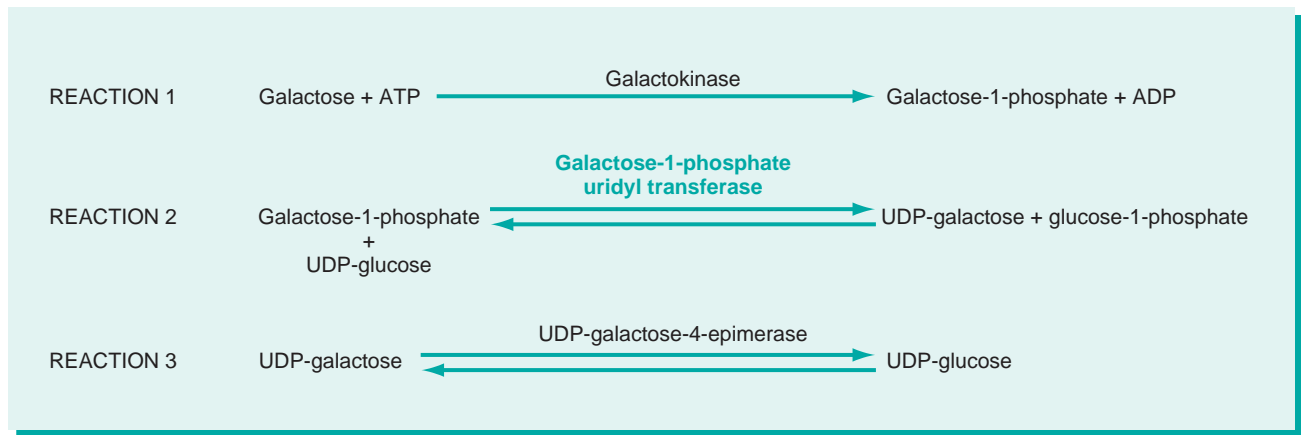 Galactokinase
REACTION 1 Galactose + ATP Galactose-1-phosphate + ADP
Galactose-1-phosphate
uridyl transferase
REACTION 2 Galactose-1-phosphate UDP-galactose + glucose-1-phosphate
+
UDP-glucose
UDP-galactose-4-epimerase
REACTION 3 UDP-galactose UDP-glucose